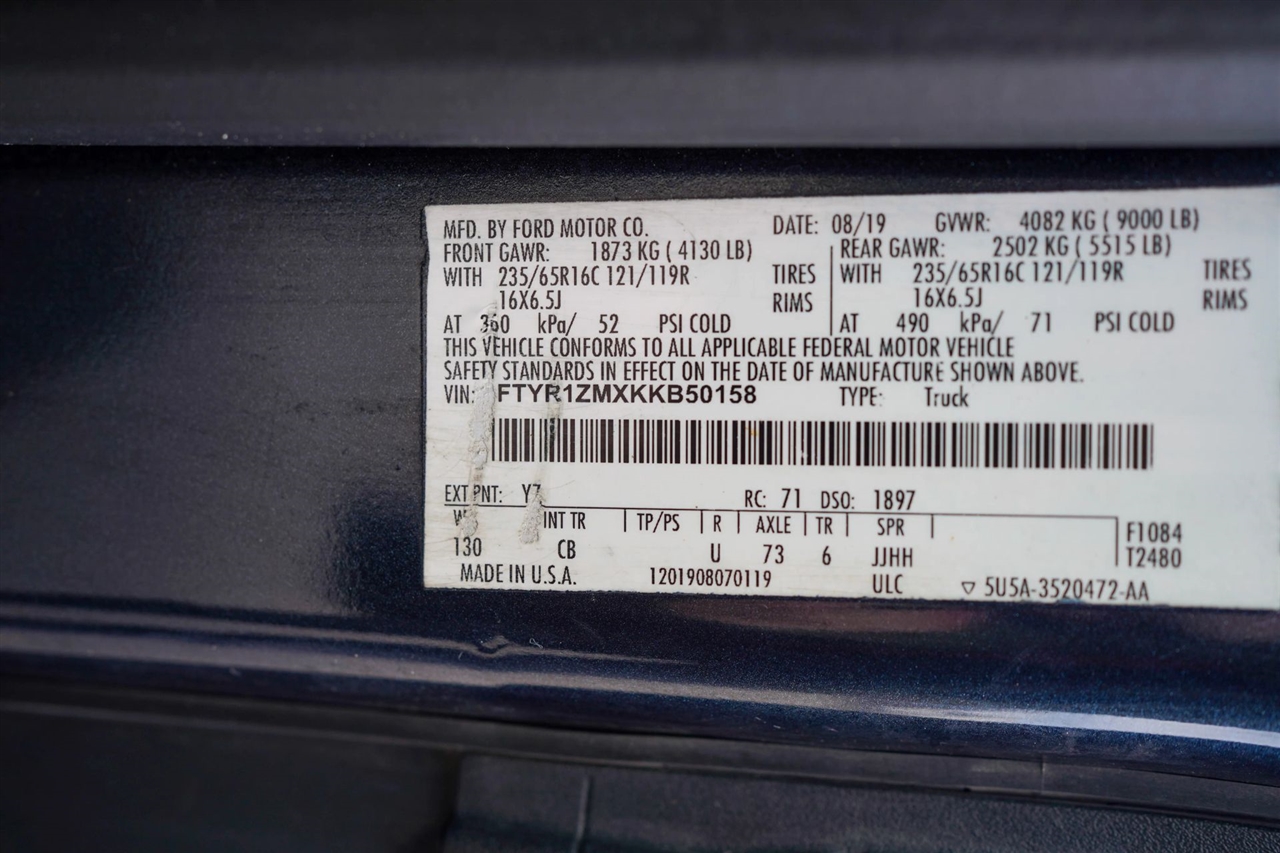 MFD. BY FORD MOTOR CO. DATE: 08/19 GVWR: 4082 KG ( 9000 LB)
FRONT GAWR: 1873 KG ( 4130 LB) REAR GAWR: 2502 KG ( 5515 LB)
WITH 235/65R16C 121/119R TIRES WITH 235/65R16C 121/119R TIRES
16X6.5J RIMS 16X6.5J RIMS
AT 360 kPa/ 52 PSI COLD AT 490 kPa/ 71 PSI COLD
THIS VEHICLE CONFORMS TO ALL APPLICABLE FEDERAL MOTOR VEHICLE
SAFETY STANDARDS IN EFFECT ON THE DATE OF MANUFACTURE SHOWN ABOVE.
VIN: FTYR1ZMXKKB50158 TYPE: Truck
EXT PNT: RC: 71 DSO: 1897
INT TR TP/PS R AXLE TR SPR F1084
130 CB U 73 6 JJHH T2480
MADE IN U.S.A. 1201908070119 ULC 5U5A-3520472-AA